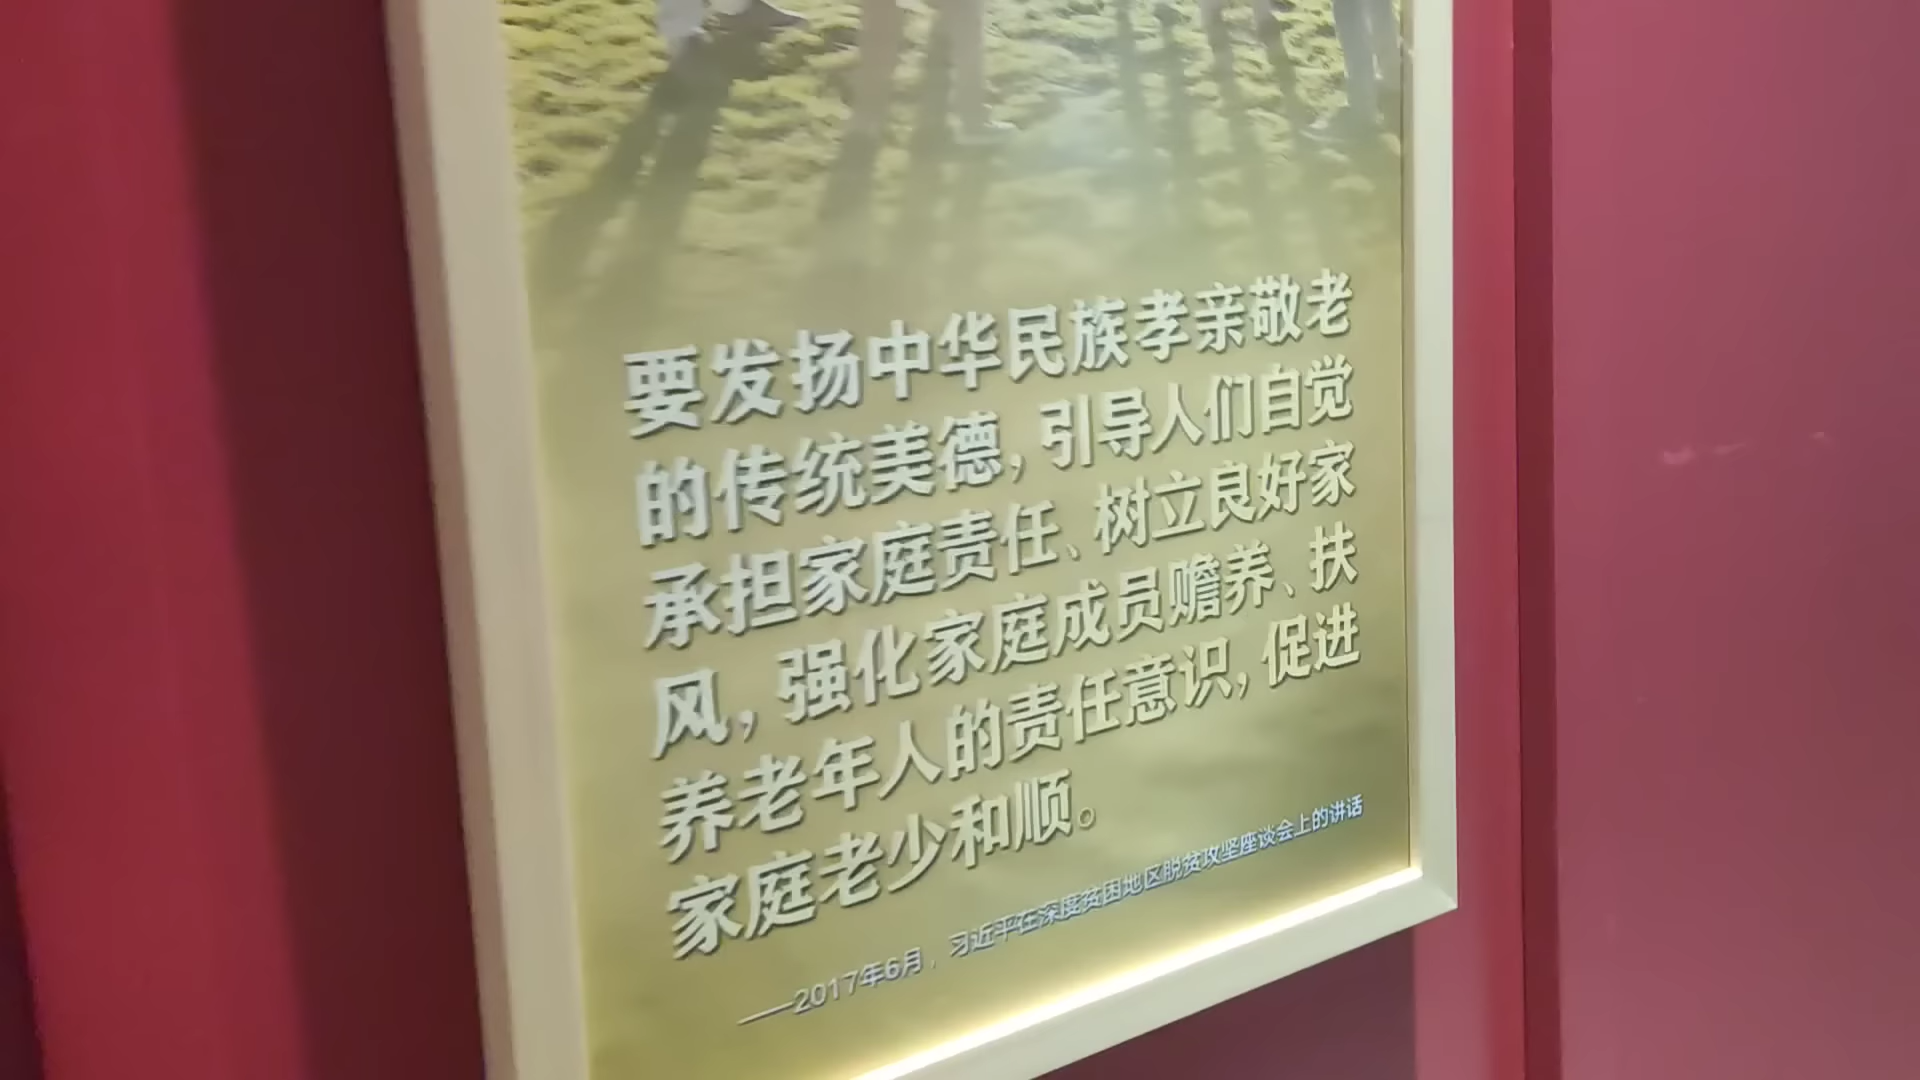 要发扬中华民族孝亲敬老
的传统美德，引导人们自觉
承担家庭责任、树立良好家
风，强化家庭成员赡养、扶
养老年人的责任意识，促进
家庭老少和顺。
——2017年6月，习近平在深度贫困地区脱贫攻坚座谈会上的讲话